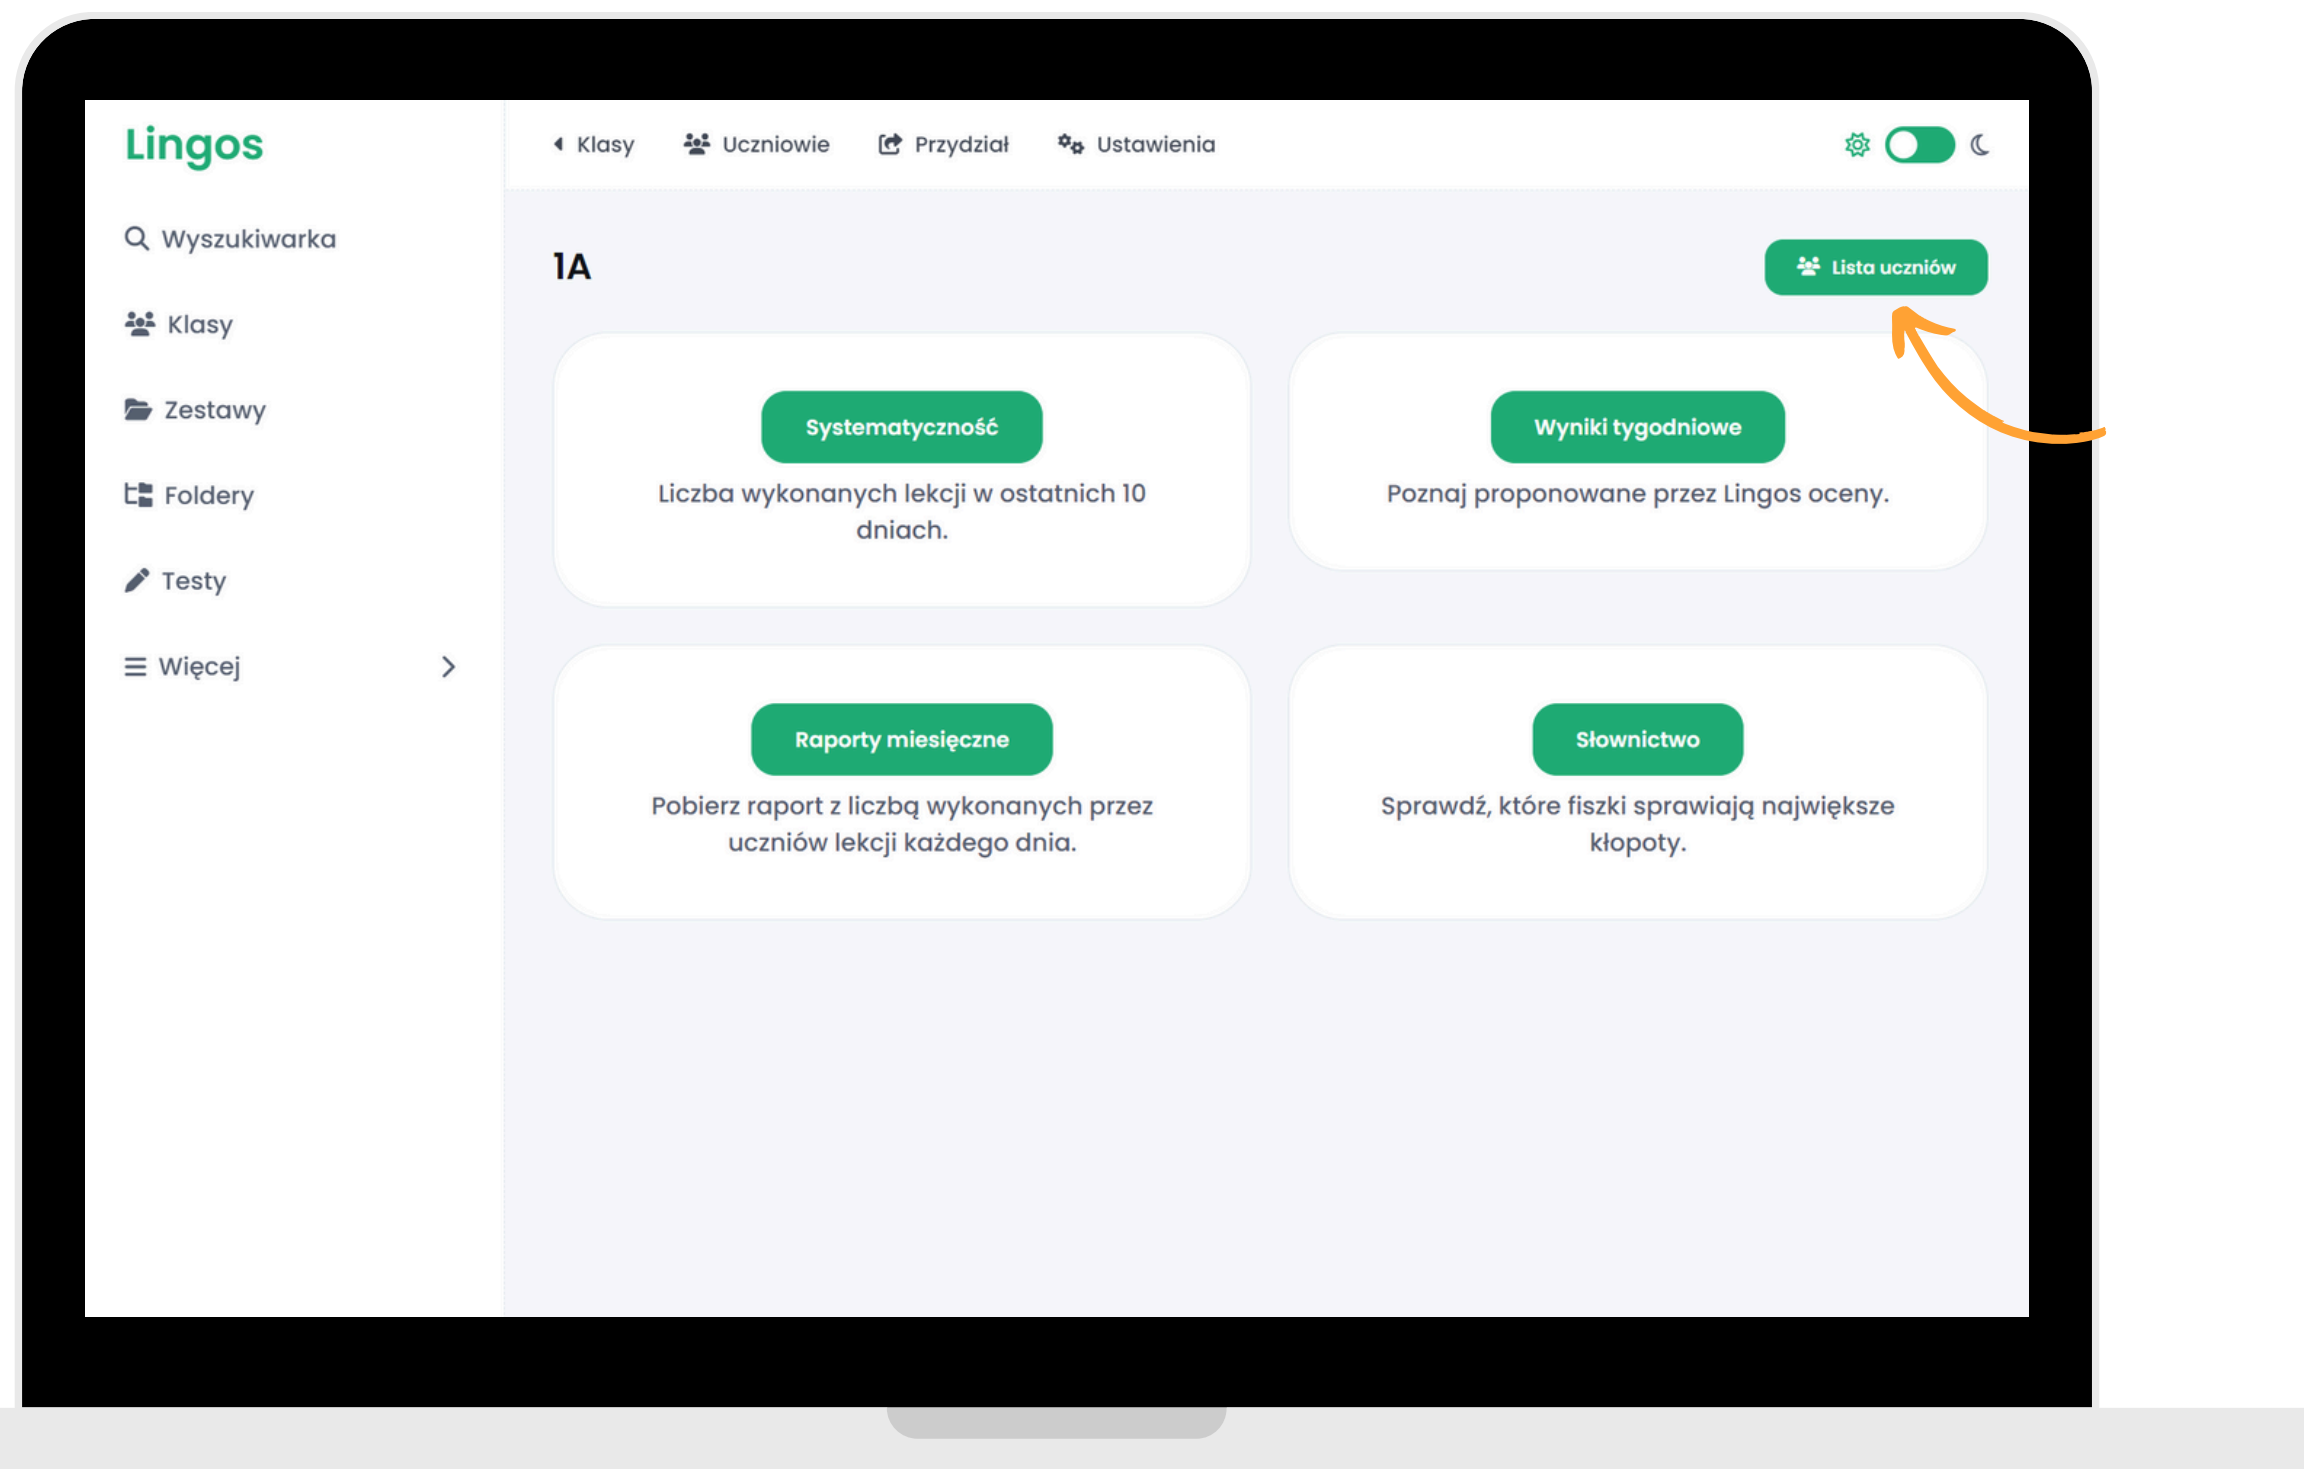 Lingos
Klasy
Uczniowie
Przydział
Ustawienia
Wyszukiwarka
Klasy
Zestawy
Foldery
Testy
Więcej
1A
Lista uczniów
Systematyczność
Liczba wykonanych lekcji w ostatnich 10
dniach.
Wyniki tygodniowe
Poznaj proponowane przez Lingos oceny.
Raporty miesięczne
Pobierz raport z liczbą wykonanych przez
uczniów lekcji każdego dnia.
Słownictwo
Sprawdź, które fiszki sprawiają największe
kłopoty.